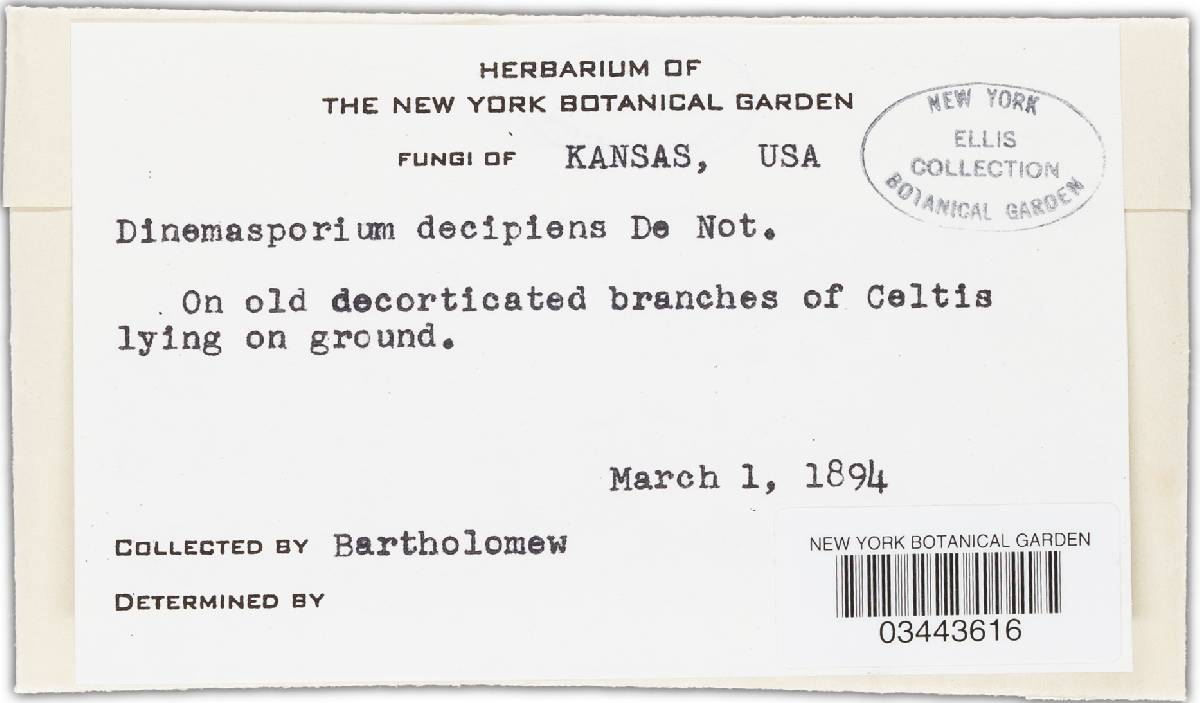 HERBARIUM OF
THE NEW YORK BOTANICAL GARDEN
FUNGI OF KANSAS, USA
NEW YORK
ELLIS
COLLECTION
BOTANICAL GARDEN
Dinemasporium decipiens De Not.
On old decorticated branches of Celtis
lying on ground.
March 1, 1894
COLLECTED BY Bartholomew
DETERMINED BY
NEW YORK BOTANICAL GARDEN
03443616